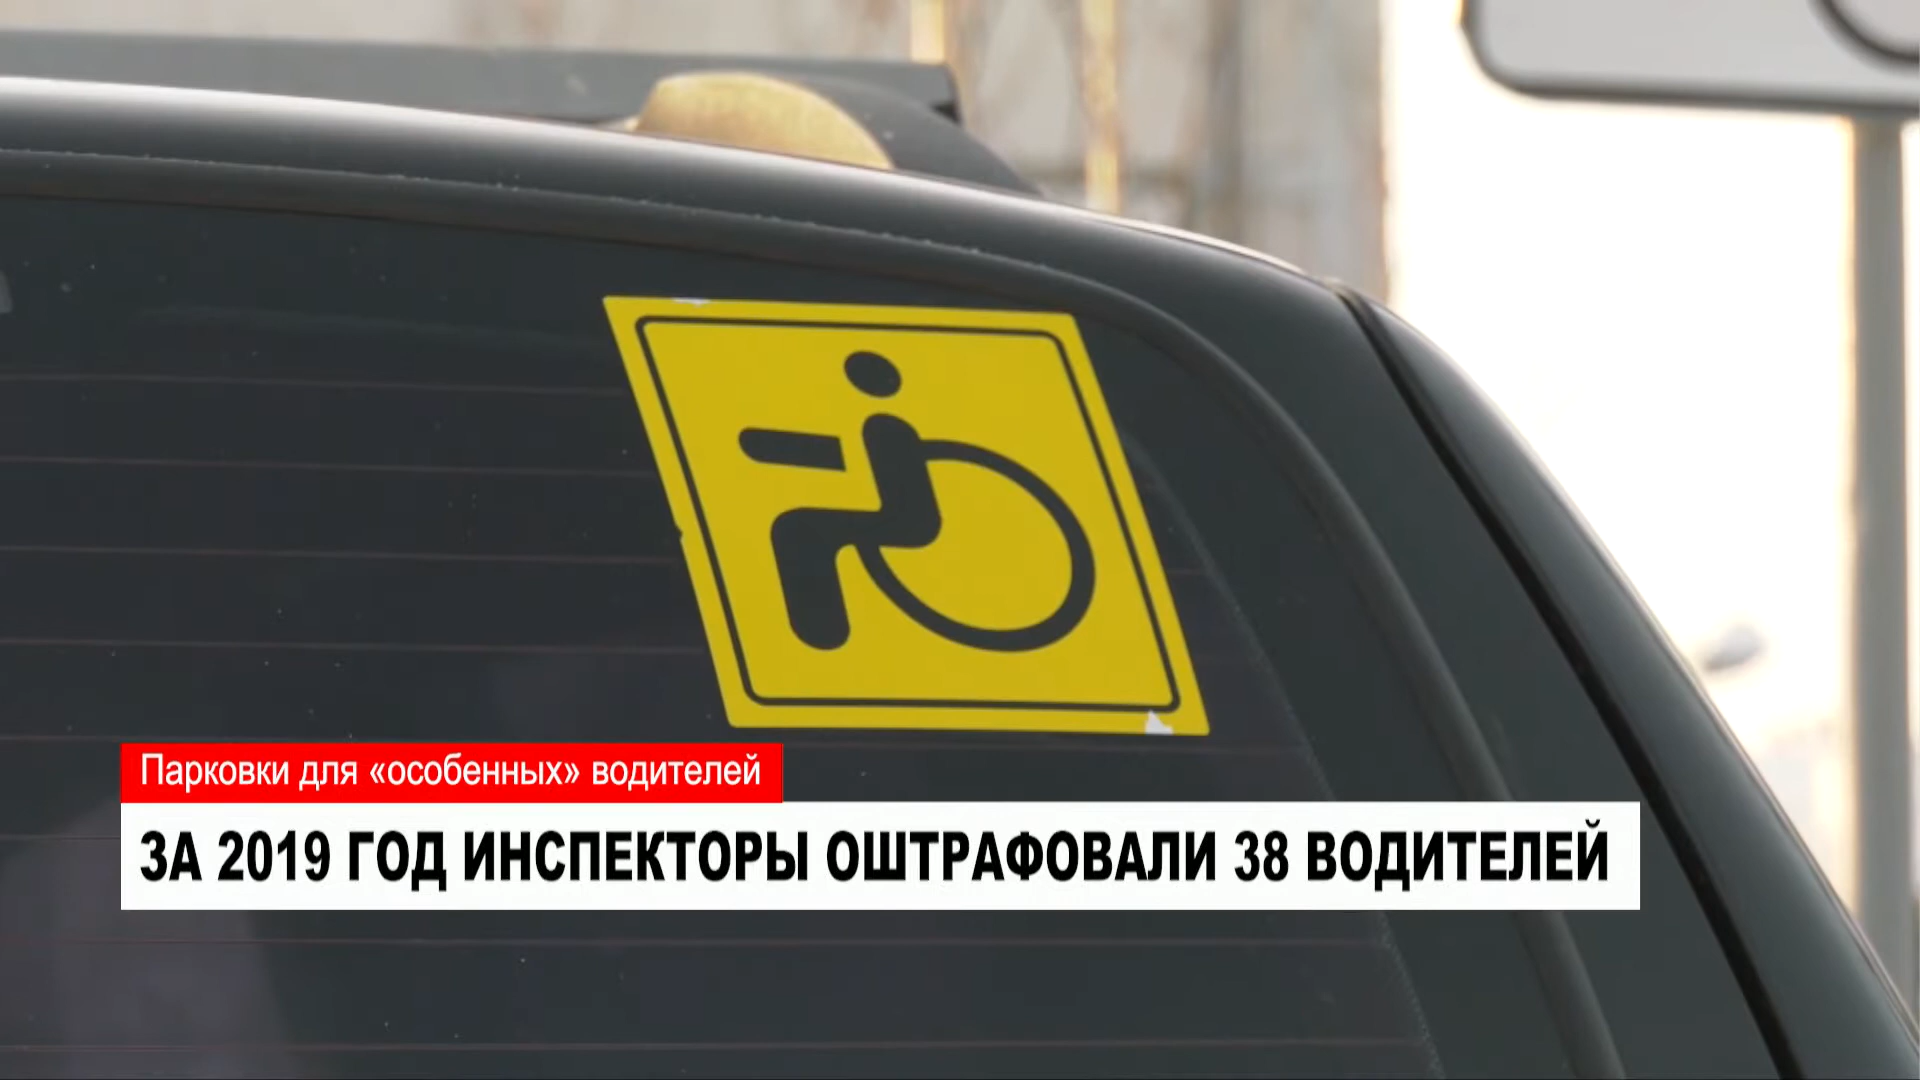 Парковки для «особенных» водителей
ЗА 2019 ГОД ИНСПЕКТОРЫ ОШТРАФОВАЛИ 38 ВОДИТЕЛЕЙ